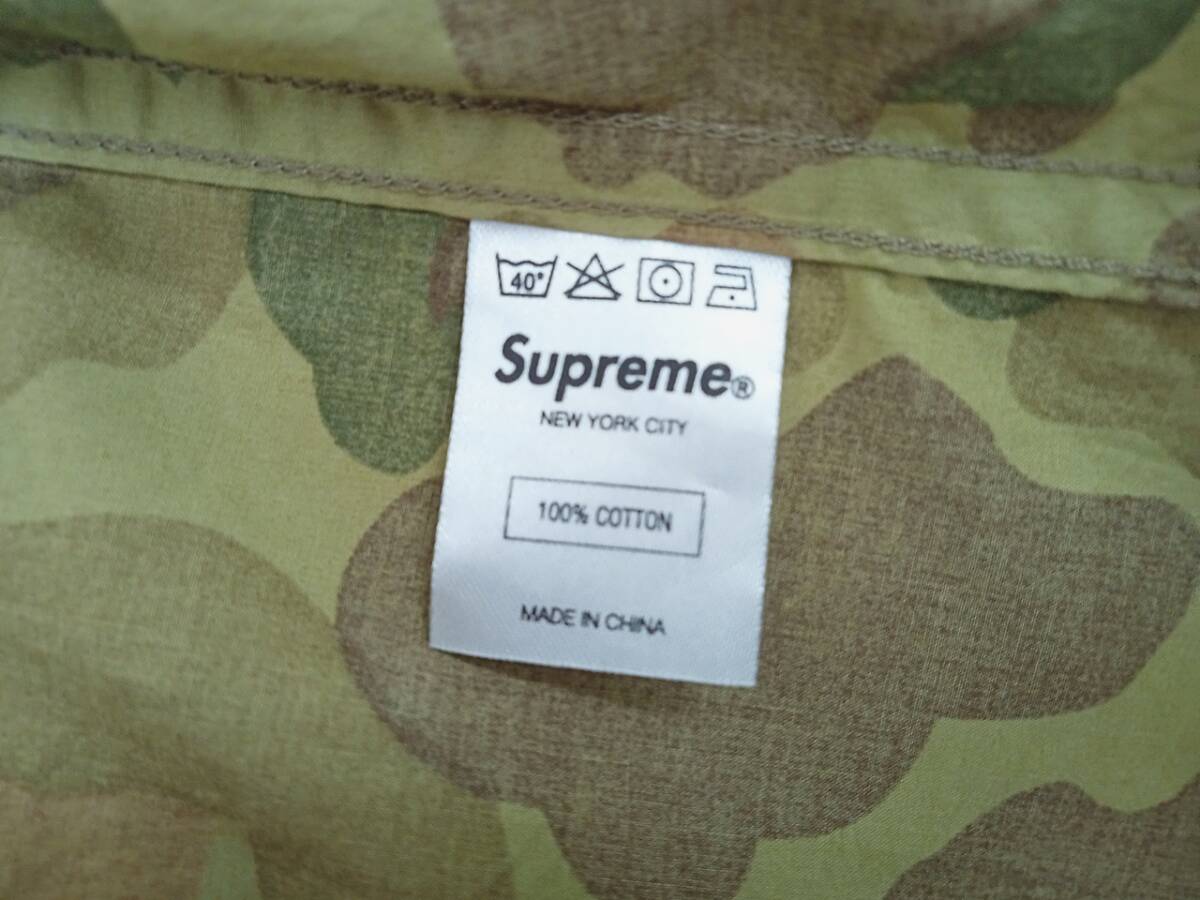 40°
Supreme®
NEW YORK CITY
100% COTTON
MADE IN CHINA